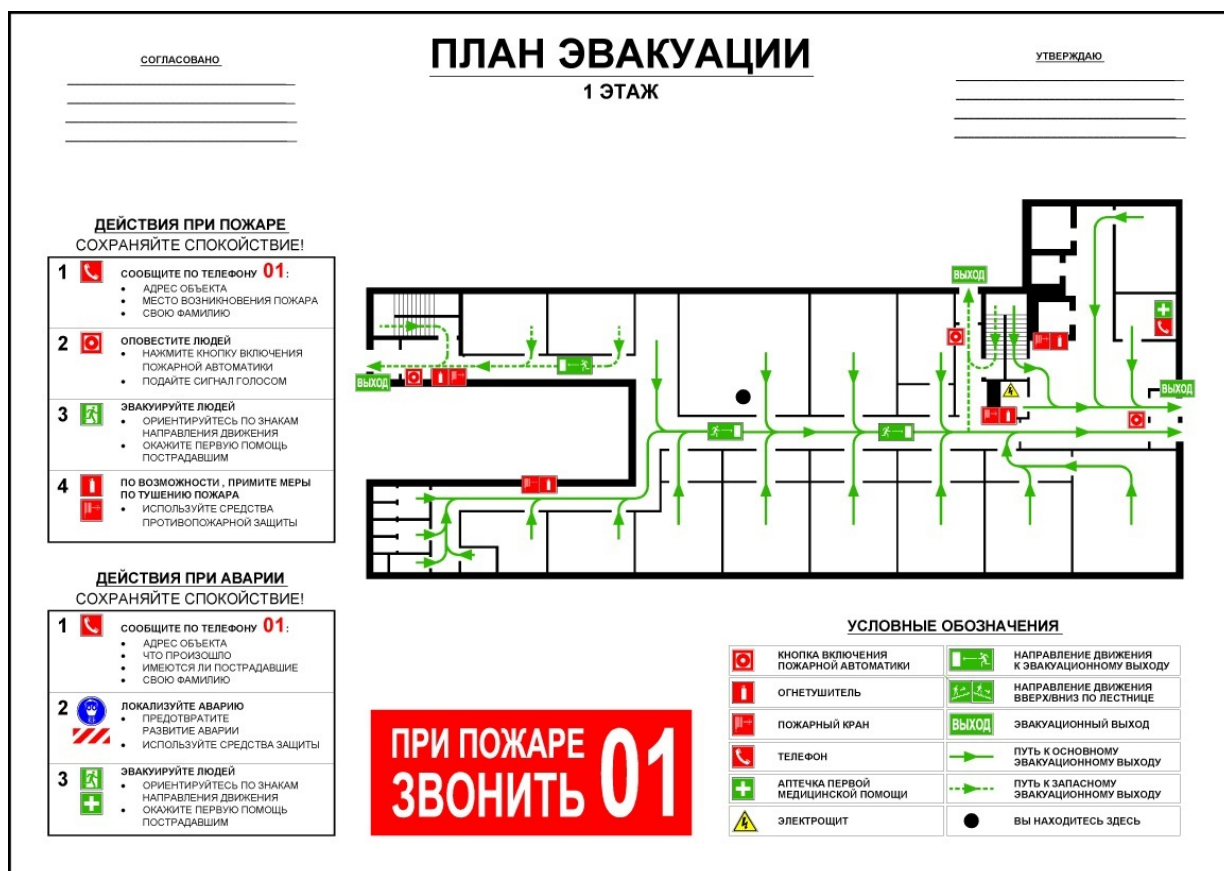 СОГЛАСОВАНО
ПЛАН ЭВАКУАЦИИ
1 ЭТАЖ
УТВЕРЖДАЮ
ДЕЙСТВИЯ ПРИ ПОЖАРЕ
СОХРАНЯЙТЕ СПОКОЙСТВИЕ!
1 СООБЩИТЕ ПО ТЕЛЕФОНУ 01:
• АДРЕС ОБЪЕКТА
• МЕСТО ВОЗНИКНОВЕНИЯ ПОЖАРА
• СВОЮ ФАМИЛИЮ
2 ОПОВЕСТИТЕ ЛЮДЕЙ
• НАЖМИТЕ КНОПКУ ВКЛЮЧЕНИЯ
ПОЖАРНОЙ АВТОМАТИКИ
• ПОДАЙТЕ СИГНАЛ ГОЛОСОМ
3 ЭВАКУИРУЙТЕ ЛЮДЕЙ
• ОРИЕНТИРУЙТЕСЬ ПО ЗНАКАМ
НАПРАВЛЕНИЯ ДВИЖЕНИЯ
• ОКАЖИТЕ ПЕРВУЮ ПОМОЩЬ
ПОСТРАДАВШИМ
4 ПО ВОЗМОЖНОСТИ , ПРИМИТЕ МЕРЫ
ПО ТУШЕНИЮ ПОЖАРА
• ИСПОЛЬЗУЙТЕ СРЕДСТВА
ПРОТИВОПОЖАРНОЙ ЗАЩИТЫ
ДЕЙСТВИЯ ПРИ АВАРИИ
СОХРАНЯЙТЕ СПОКОЙСТВИЕ!
1 СООБЩИТЕ ПО ТЕЛЕФОНУ 01:
• АДРЕС ОБЪЕКТА
• ЧТО ПРОИЗОШЛО
• ИМЕЮТСЯ ЛИ ПОСТРАДАВШИЕ
• СВОЮ ФАМИЛИЮ
2 ЛОКАЛИЗУЙТЕ АВАРИЮ
• ПРЕДОТВРАТИТЕ
РАЗВИТИЕ АВАРИИ
• ИСПОЛЬЗУЙТЕ СРЕДСТВА ЗАЩИТЫ
3 ЭВАКУИРУЙТЕ ЛЮДЕЙ
• ОРИЕНТИРУЙТЕСЬ ПО ЗНАКАМ
НАПРАВЛЕНИЯ ДВИЖЕНИЯ
• ОКАЖИТЕ ПЕРВУЮ ПОМОЩЬ
ПОСТРАДАВШИМ
ВЫХОД
ВЫХОД
ВЫХОД
ПРИ ПОЖАРЕ
ЗВОНИТЬ 01
УСЛОВНЫЕ ОБОЗНАЧЕНИЯ
КНОПКА ВКЛЮЧЕНИЯ
ПОЖАРНОЙ АВТОМАТИКИ
ОГНЕТУШИТЕЛЬ
ПОЖАРНЫЙ КРАН
ТЕЛЕФОН
АПТЕЧКА ПЕРВОЙ
МЕДИЦИНСКОЙ ПОМОЩИ
ЭЛЕКТРОЩИТ
НАПРАВЛЕНИЕ ДВИЖЕНИЯ
К ЭВАКУАЦИОННОМУ ВЫХОДУ
НАПРАВЛЕНИЕ ДВИЖЕНИЯ
ВВЕРХ/ВНИЗ ПО ЛЕСТНИЦЕ
ВЫХОД ЭВАКУАЦИОННЫЙ ВЫХОД
ПУТЬ К ОСНОВНОМУ
ЭВАКУАЦИОННОМУ ВЫХОДУ
ПУТЬ К ЗАПАСНОМУ
ЭВАКУАЦИОННОМУ ВЫХОДУ
ВЫ НАХОДИТЕСЬ ЗДЕСЬ